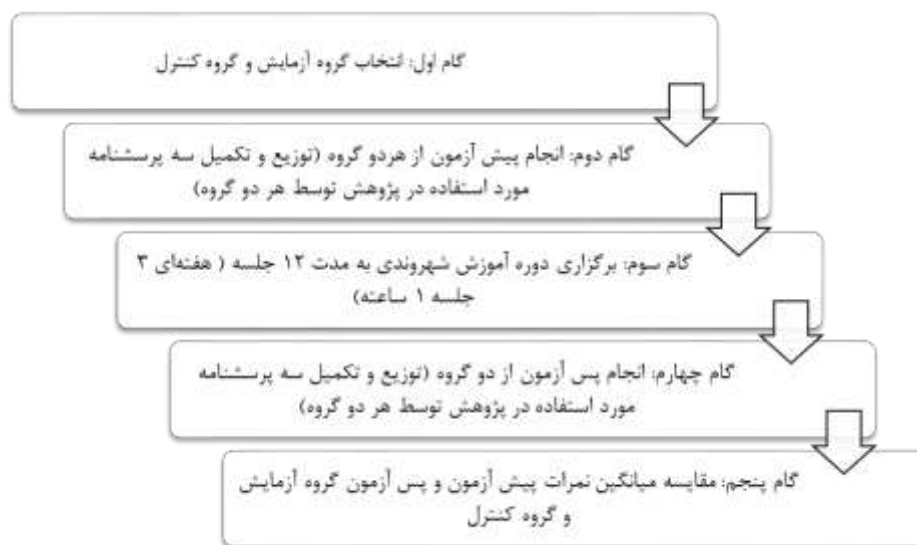 گام اول: انتخاب گروه آزمایش و گروه کنترل
گام دوم: انجام پیش آزمون از هردو گروه (توزیع و تکمیل سه پرسشنامه
مورد استفاده در پژوهش توسط هر دو گروه)
گام سوم: برگزاری دوره آموزش شهروندی به مدت ۱۲ جلسه ( هفته‌ای ۳
جلسه ۱ ساعته)
گام چهارم: انجام پس آزمون از دو گروه (توزیع و تکمیل سه پرسشنامه
مورد استفاده در پژوهش توسط هر دو گروه)
گام پنجم: مقایسه میانگین نمرات پیش آزمون و پس آزمون گروه آزمایش
و گروه کنترل